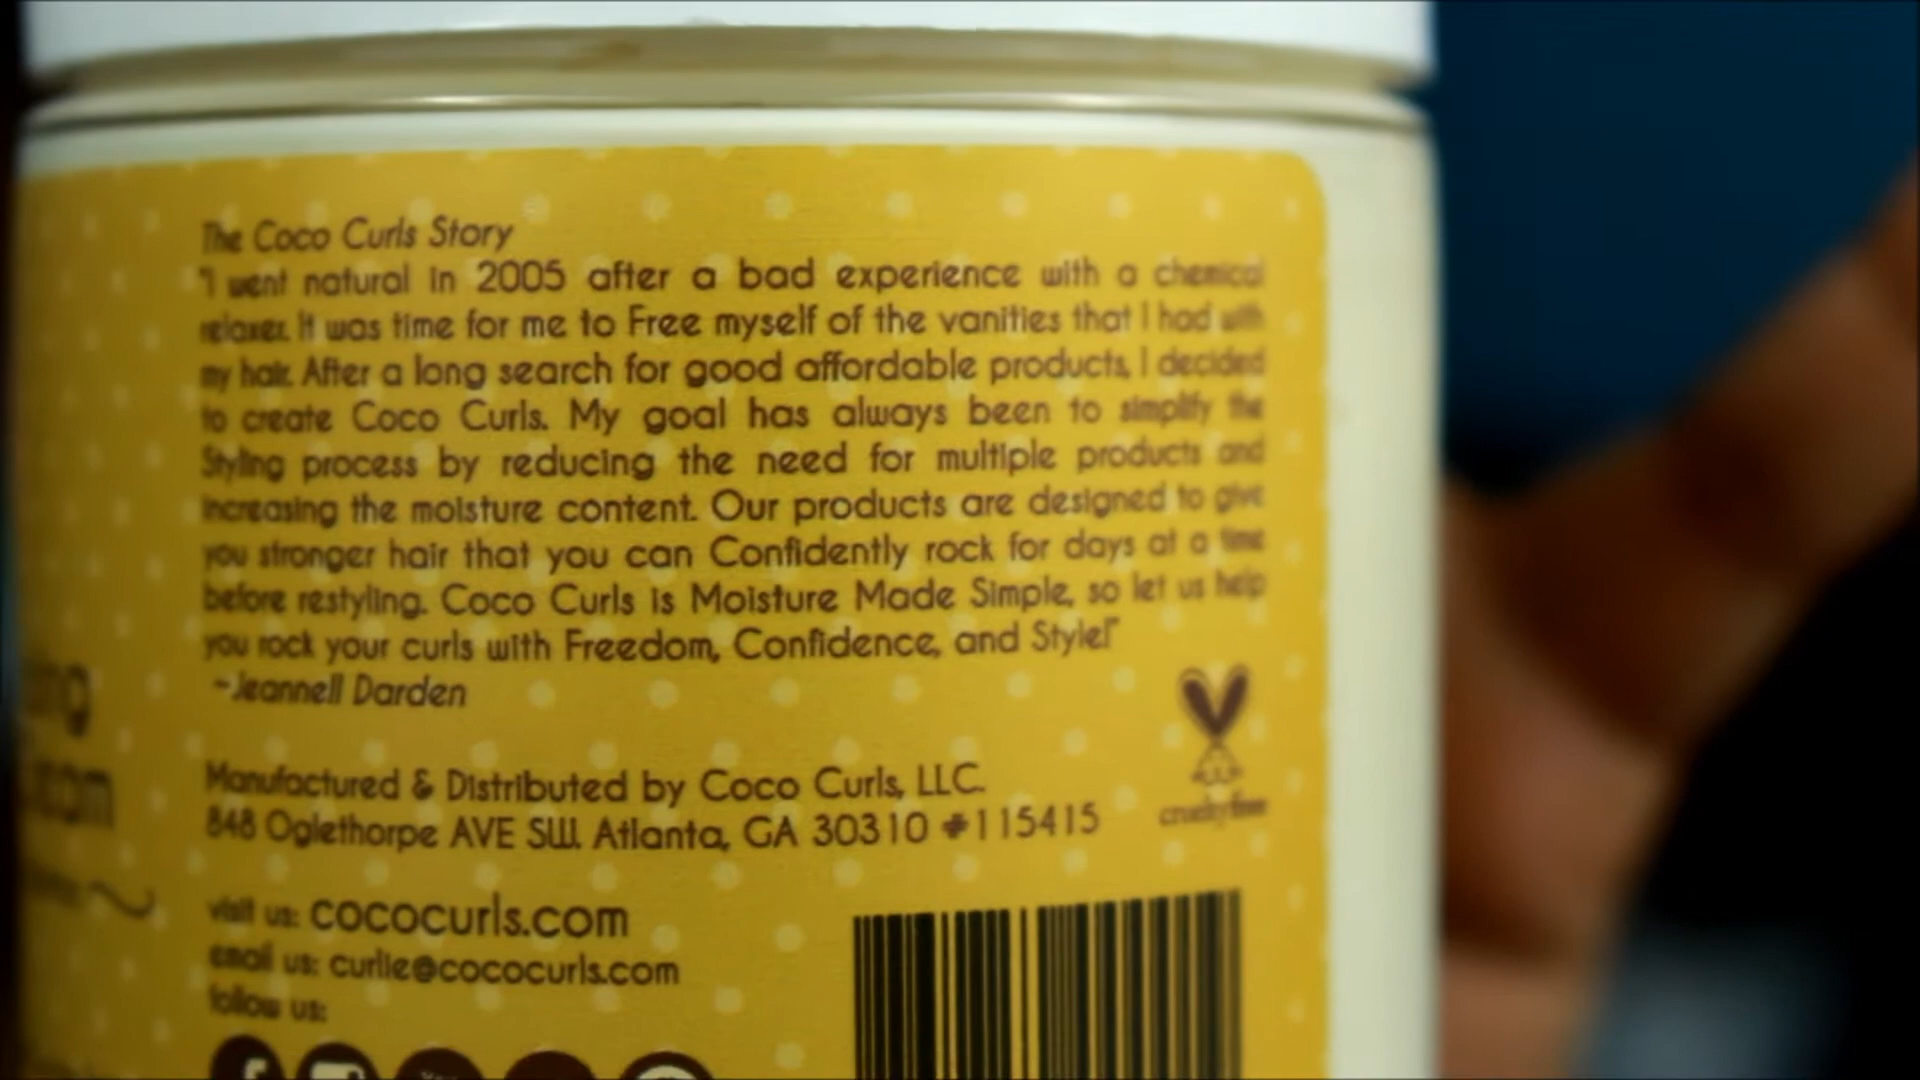 The Coco Curls Story
"I went natural in 2005 after a bad experience with a chemical
relaxer. It was time for me to Free myself of the vanities that I had with
my hair. After a long search for good affordable products, I decided
to create Coco Curls. My goal has always been to simplify the
Styling process by reducing the need for multiple products and
increasing the moisture content. Our products are designed to give
you stronger hair that you can Confidently rock for days at a time
before restyling. Coco Curls is Moisture Made Simple, so let us help
you rock your curls with Freedom, Confidence, and Style!"
~Jeannell Darden
cruelty free
Manufactured & Distributed by Coco Curls, LLC.
848 Oglethorpe AVE SW. Atlanta, GA 30310 #115415
visit us: cococurls.com
email us: curlie@cococurls.com
follow us: